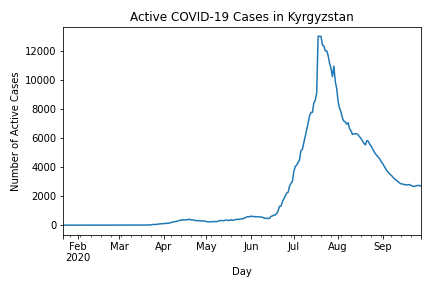 Active COVID-19 Cases in Kyrgyzstan
Number of Active Cases
12000
10000
8000
6000
4000
2000
0
Feb Mar Apr May Jun Jul Aug Sep
2020
Day